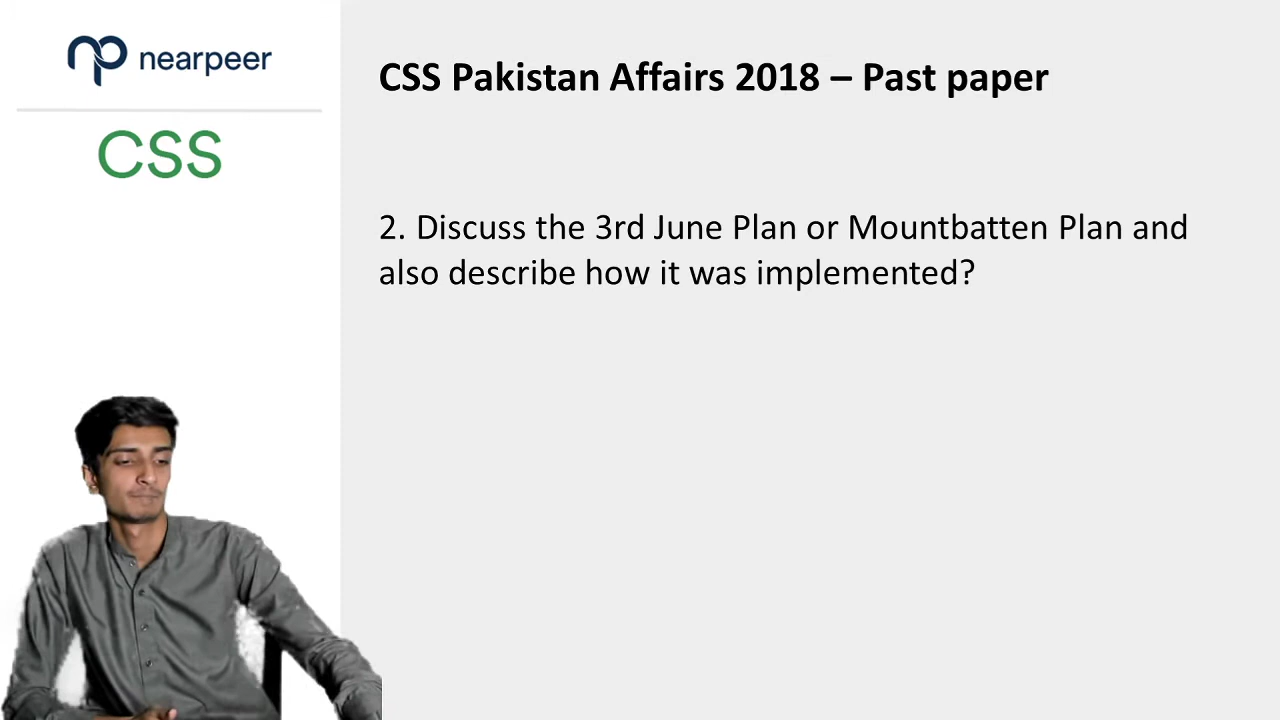 nearpeer
CSS
CSS Pakistan Affairs 2018 – Past paper
2. Discuss the 3rd June Plan or Mountbatten Plan and
also describe how it was implemented?